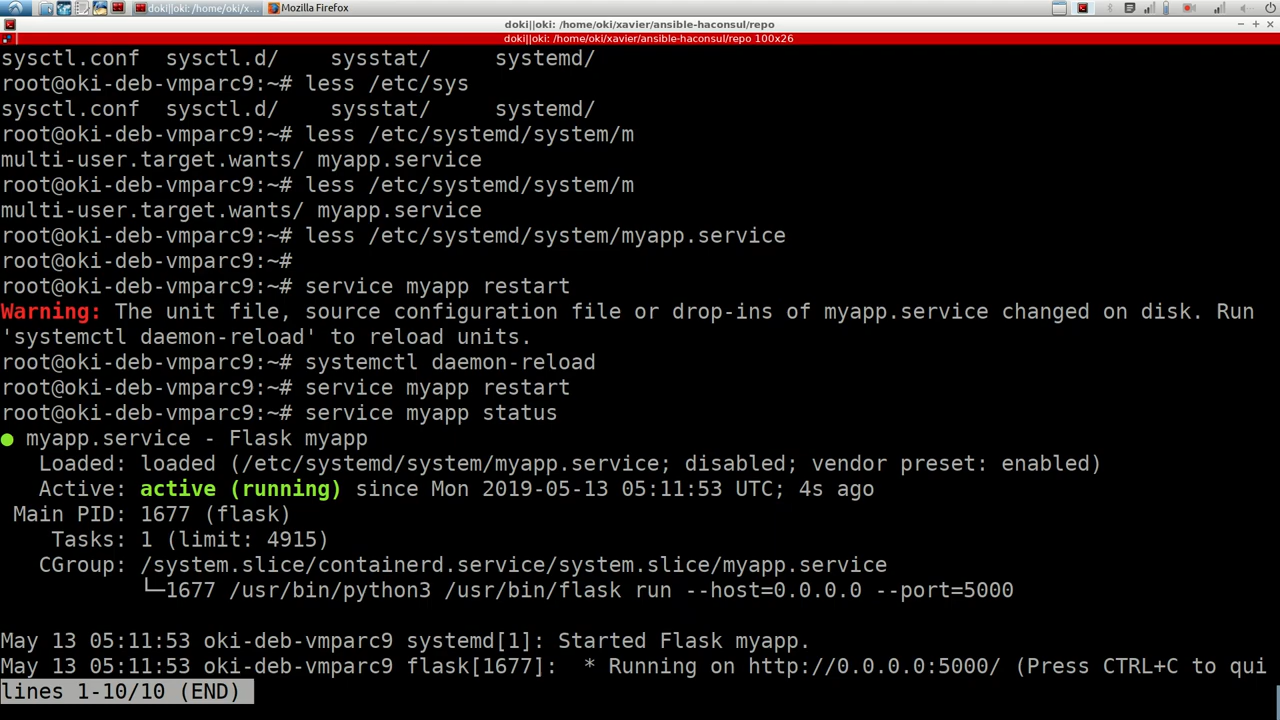 doki||oki: /home/oki/x...
Mozilla Firefox
doki||oki: /home/oki/xavier/ansible-haconsul/repo
doki||oki: /home/oki/xavier/ansible-haconsul/repo 100x26
sysctl.conf  sysctl.d/    sysstat/     systemd/
root@oki-deb-vmparc9:~# less /etc/sys
sysctl.conf  sysctl.d/    sysstat/     systemd/
root@oki-deb-vmparc9:~# less /etc/systemd/system/m
multi-user.target.wants/ myapp.service
root@oki-deb-vmparc9:~# less /etc/systemd/system/m
multi-user.target.wants/ myapp.service
root@oki-deb-vmparc9:~# less /etc/systemd/system/myapp.service
root@oki-deb-vmparc9:~#
root@oki-deb-vmparc9:~# service myapp restart
Warning: The unit file, source configuration file or drop-ins of myapp.service changed on disk. Run
'systemctl daemon-reload' to reload units.
root@oki-deb-vmparc9:~# systemctl daemon-reload
root@oki-deb-vmparc9:~# service myapp restart
root@oki-deb-vmparc9:~# service myapp status
● myapp.service - Flask myapp
   Loaded: loaded (/etc/systemd/system/myapp.service; disabled; vendor preset: enabled)
   Active: active (running) since Mon 2019-05-13 05:11:53 UTC; 4s ago
 Main PID: 1677 (flask)
    Tasks: 1 (limit: 4915)
   CGroup: /system.slice/containerd.service/system.slice/myapp.service
           └─1677 /usr/bin/python3 /usr/bin/flask run --host=0.0.0.0 --port=5000
May 13 05:11:53 oki-deb-vmparc9 systemd[1]: Started Flask myapp.
May 13 05:11:53 oki-deb-vmparc9 flask[1677]:  * Running on http://0.0.0.0:5000/ (Press CTRL+C to qui
lines 1-10/10 (END)